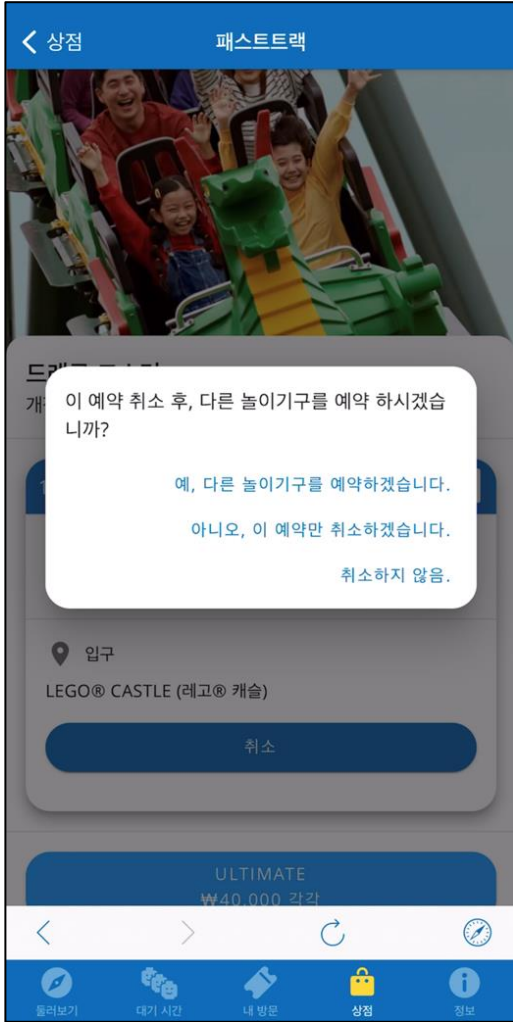 상점
패스트트랙
이 예약 취소 후, 다른 놀이기구를 예약 하시겠습
니까?
예, 다른 놀이기구를 예약하겠습니다.
아니오, 이 예약만 취소하겠습니다.
취소하지 않음.
입구
LEGO® CASTLE (레고® 캐슬)
취소
ULTIMATE
₩40,000 각각
둘러보기
대기 시간
내 방문
상점
정보